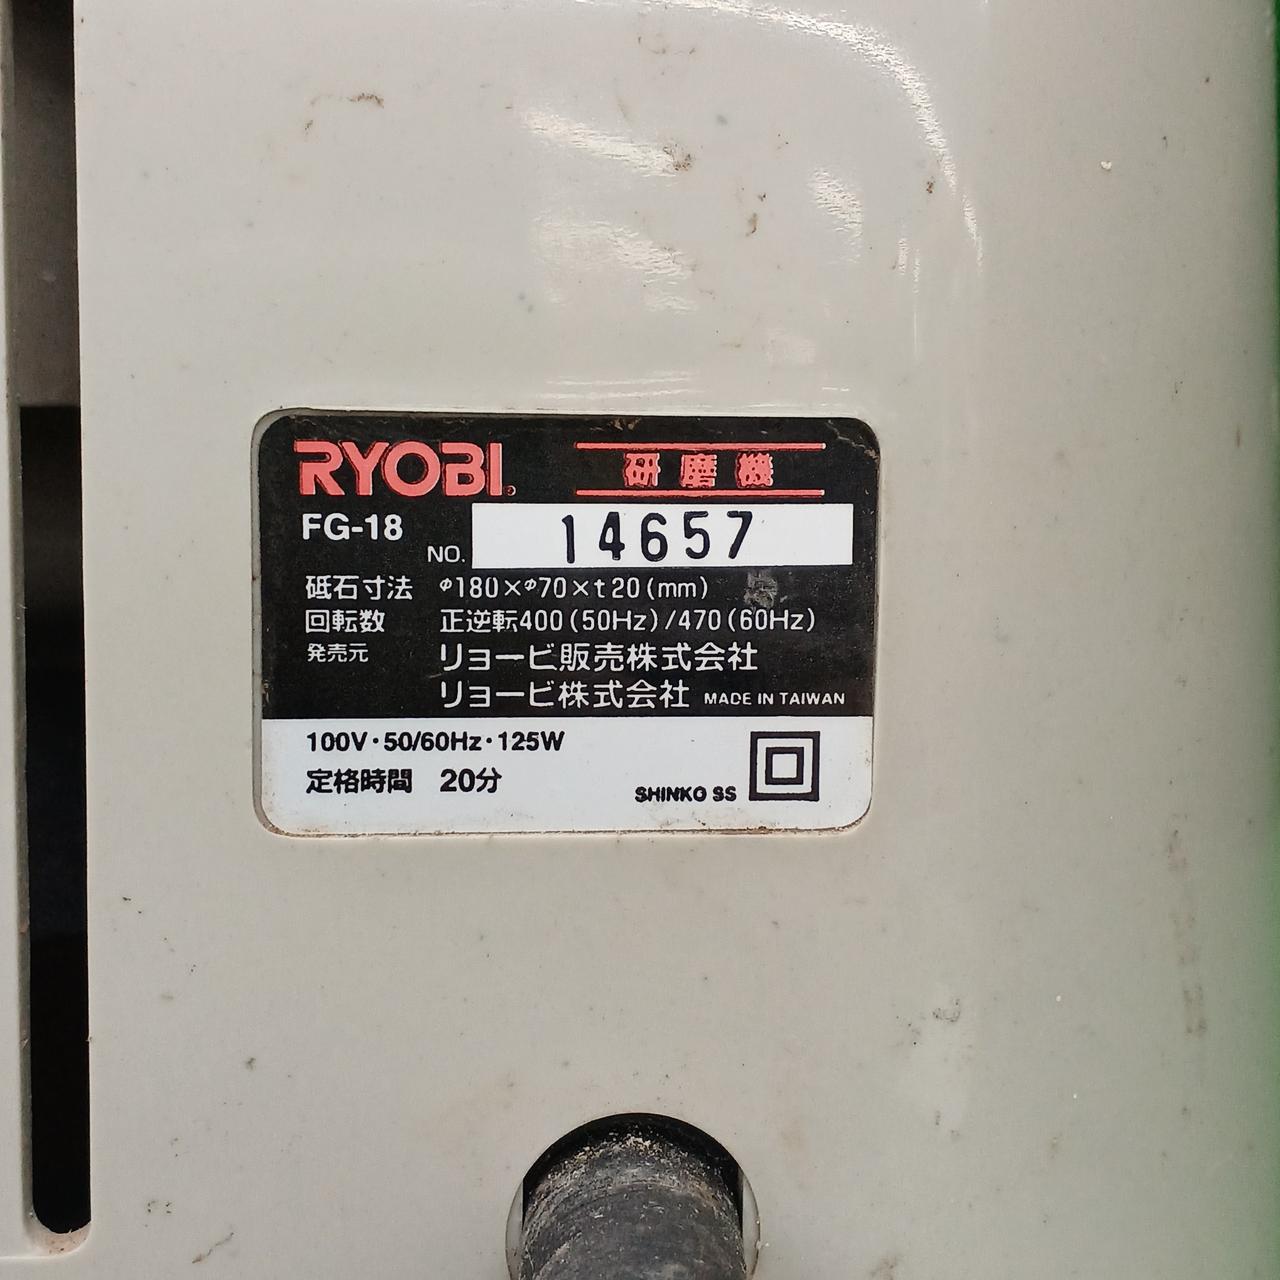 RYOBI 研磨機
FG-18 NO. 14657
砥石寸法 φ180×φ70×t20(mm)
回転数 正逆転400(50Hz)/470(60Hz)
発売元 リョービ販売株式会社
リョービ株式会社 MADE IN TAIWAN
100V·50/60Hz·125W
定格時間 20分
SHINKO SS